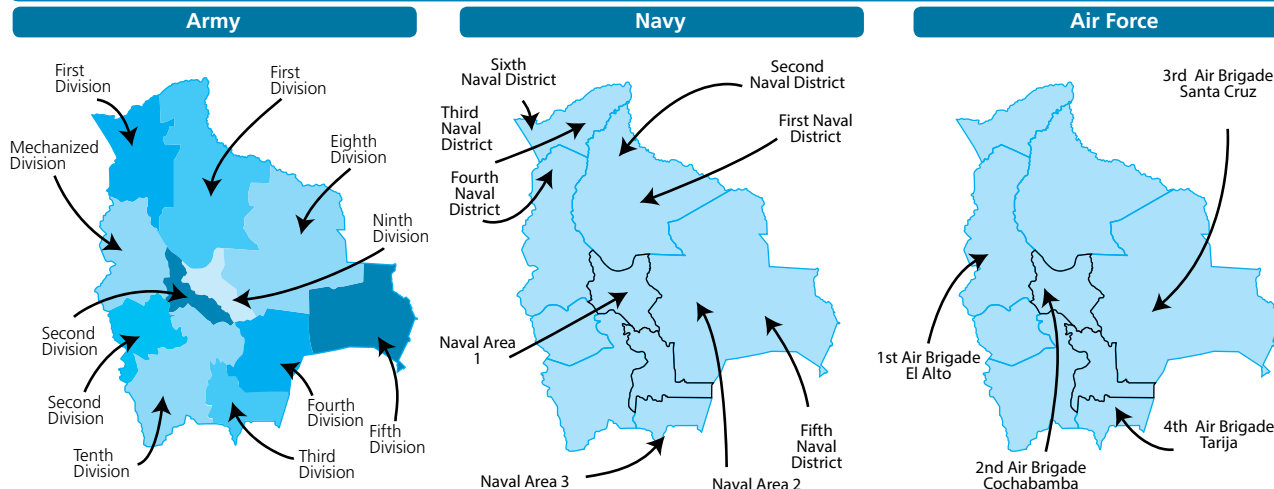 Army
First
Division
First
Division
Mechanized
Division
Eighth
Division
Ninth
Division
Second
Division
Second
Division
Tenth
Division
Third
Division
Fourth
Division
Fifth
Division
Navy
Sixth
Naval District
Second
Naval District
Third
Naval
District
First Naval
District
Fourth
Naval
District
Naval Area
1
Fifth
Naval
District
Naval Area 3
Naval Area 2
Air Force
3rd Air Brigade
Santa Cruz
1st Air Brigade
El Alto
4th Air Brigade
Tarija
2nd Air Brigade
Cochabamba